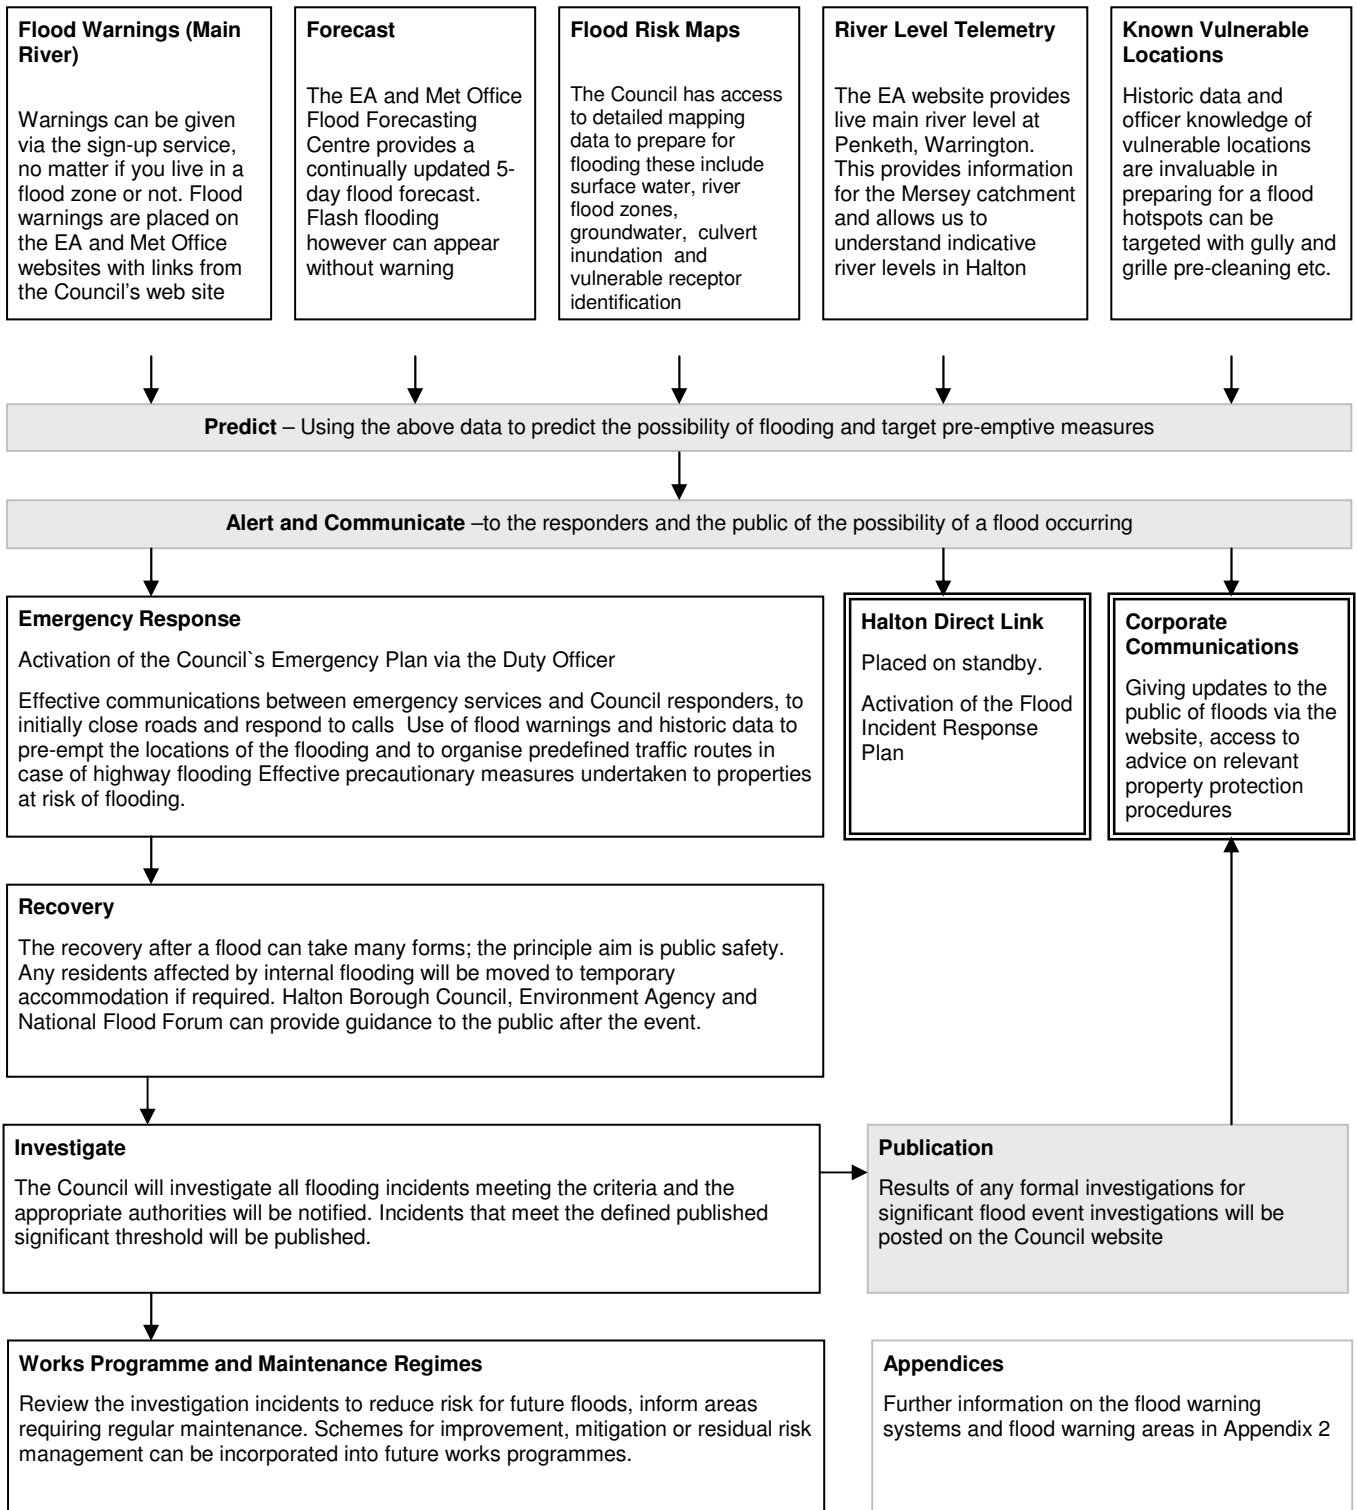 Flood Warnings (Main
River)
Warnings can be given
via the sign-up service,
no matter if you live in a
flood zone or not. Flood
warnings are placed on
the EA and Met Office
websites with links from
the Council's web site
Forecast
The EA and Met Office
Flood Forecasting
Centre provides a
continually updated 5-
day flood forecast.
Flash flooding
however can appear
without warning
Flood Risk Maps
The Council has access
to detailed mapping
data to prepare for
flooding these include
surface water, river
flood zones,
groundwater, culvert
inundation and
vulnerable receptor
identification
River Level Telemetry
The EA website provides
live main river level at
Penketh, Warrington.
This provides information
for the Mersey catchment
and allows us to
understand indicative
river levels in Halton
Known Vulnerable
Locations
Historic data and
officer knowledge of
vulnerable locations
are invaluable in
preparing for a flood
hotspots can be
targeted with gully and
grille pre-cleaning etc.
Predict – Using the above data to predict the possibility of flooding and target pre-emptive measures
Alert and Communicate –to the responders and the public of the possibility of a flood occurring
Emergency Response
Activation of the Council`s Emergency Plan via the Duty Officer
Effective communications between emergency services and Council responders, to
initially close roads and respond to calls Use of flood warnings and historic data to
pre-empt the locations of the flooding and to organise predefined traffic routes in
case of highway flooding Effective precautionary measures undertaken to properties
at risk of flooding.
Halton Direct Link
Placed on standby.
Activation of the Flood
Incident Response
Plan
Corporate
Communications
Giving updates to the
public of floods via the
website, access to
advice on relevant
property protection
procedures
Recovery
The recovery after a flood can take many forms; the principle aim is public safety.
Any residents affected by internal flooding will be moved to temporary
accommodation if required. Halton Borough Council, Environment Agency and
National Flood Forum can provide guidance to the public after the event.
Investigate
The Council will investigate all flooding incidents meeting the criteria and the
appropriate authorities will be notified. Incidents that meet the defined published
significant threshold will be published.
Publication
Results of any formal investigations for
significant flood event investigations will be
posted on the Council website
Works Programme and Maintenance Regimes
Review the investigation incidents to reduce risk for future floods, inform areas
requiring regular maintenance. Schemes for improvement, mitigation or residual risk
management can be incorporated into future works programmes.
Appendices
Further information on the flood warning
systems and flood warning areas in Appendix 2